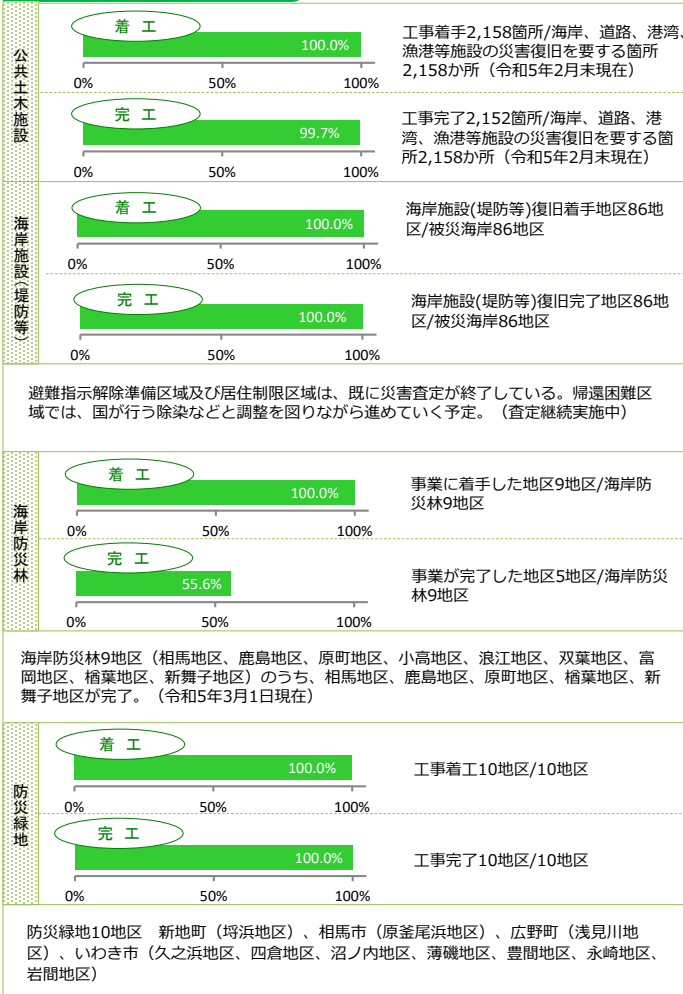 公共土木施設
着 工
100.0%
0% 50% 100%
工事着手2,158箇所/海岸、道路、港湾、
漁港等施設の災害復旧を要する箇所
2,158か所（令和5年2月末現在）
完 工
99.7%
0% 50% 100%
工事完了2,152箇所/海岸、道路、港
湾、漁港等施設の災害復旧を要する箇
所2,158か所（令和5年2月末現在）
海岸施設（堤防等）
着 工
100.0%
0% 50% 100%
海岸施設(堤防等)復旧着手地区86地
区/被災海岸86地区
完 工
100.0%
0% 50% 100%
海岸施設(堤防等)復旧完了地区86地
区/被災海岸86地区
避難指示解除準備区域及び居住制限区域は、既に災害査定が終了している。帰還困難区
域では、国が行う除染などと調整を図りながら進めていく予定。（査定継続実施中）
海岸防災林
着 工
100.0%
0% 50% 100%
事業に着手した地区9地区/海岸防
災林9地区
完 工
55.6%
0% 50% 100%
事業が完了した地区5地区/海岸防災
林9地区
海岸防災林9地区（相馬地区、鹿島地区、原町地区、小高地区、浪江地区、双葉地区、富
岡地区、楢葉地区、新舞子地区）のうち、相馬地区、鹿島地区、原町地区、楢葉地区、新
舞子地区が完了。（令和5年3月1日現在）
防災緑地
着 工
100.0%
0% 50% 100%
工事着工10地区/10地区
完 工
100.0%
0% 50% 100%
工事完了10地区/10地区
防災緑地10地区　新地町（埓浜地区）、相馬市（原釜尾浜地区）、広野町（浅見川地
区）、いわき市（久之浜地区、四倉地区、沼ノ内地区、薄磯地区、豊間地区、永崎地区、
岩間地区）